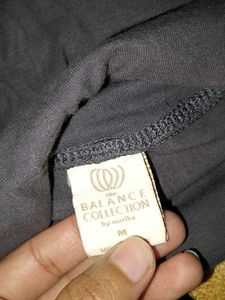 the
BALANCE
COLLECTION
by marika
M